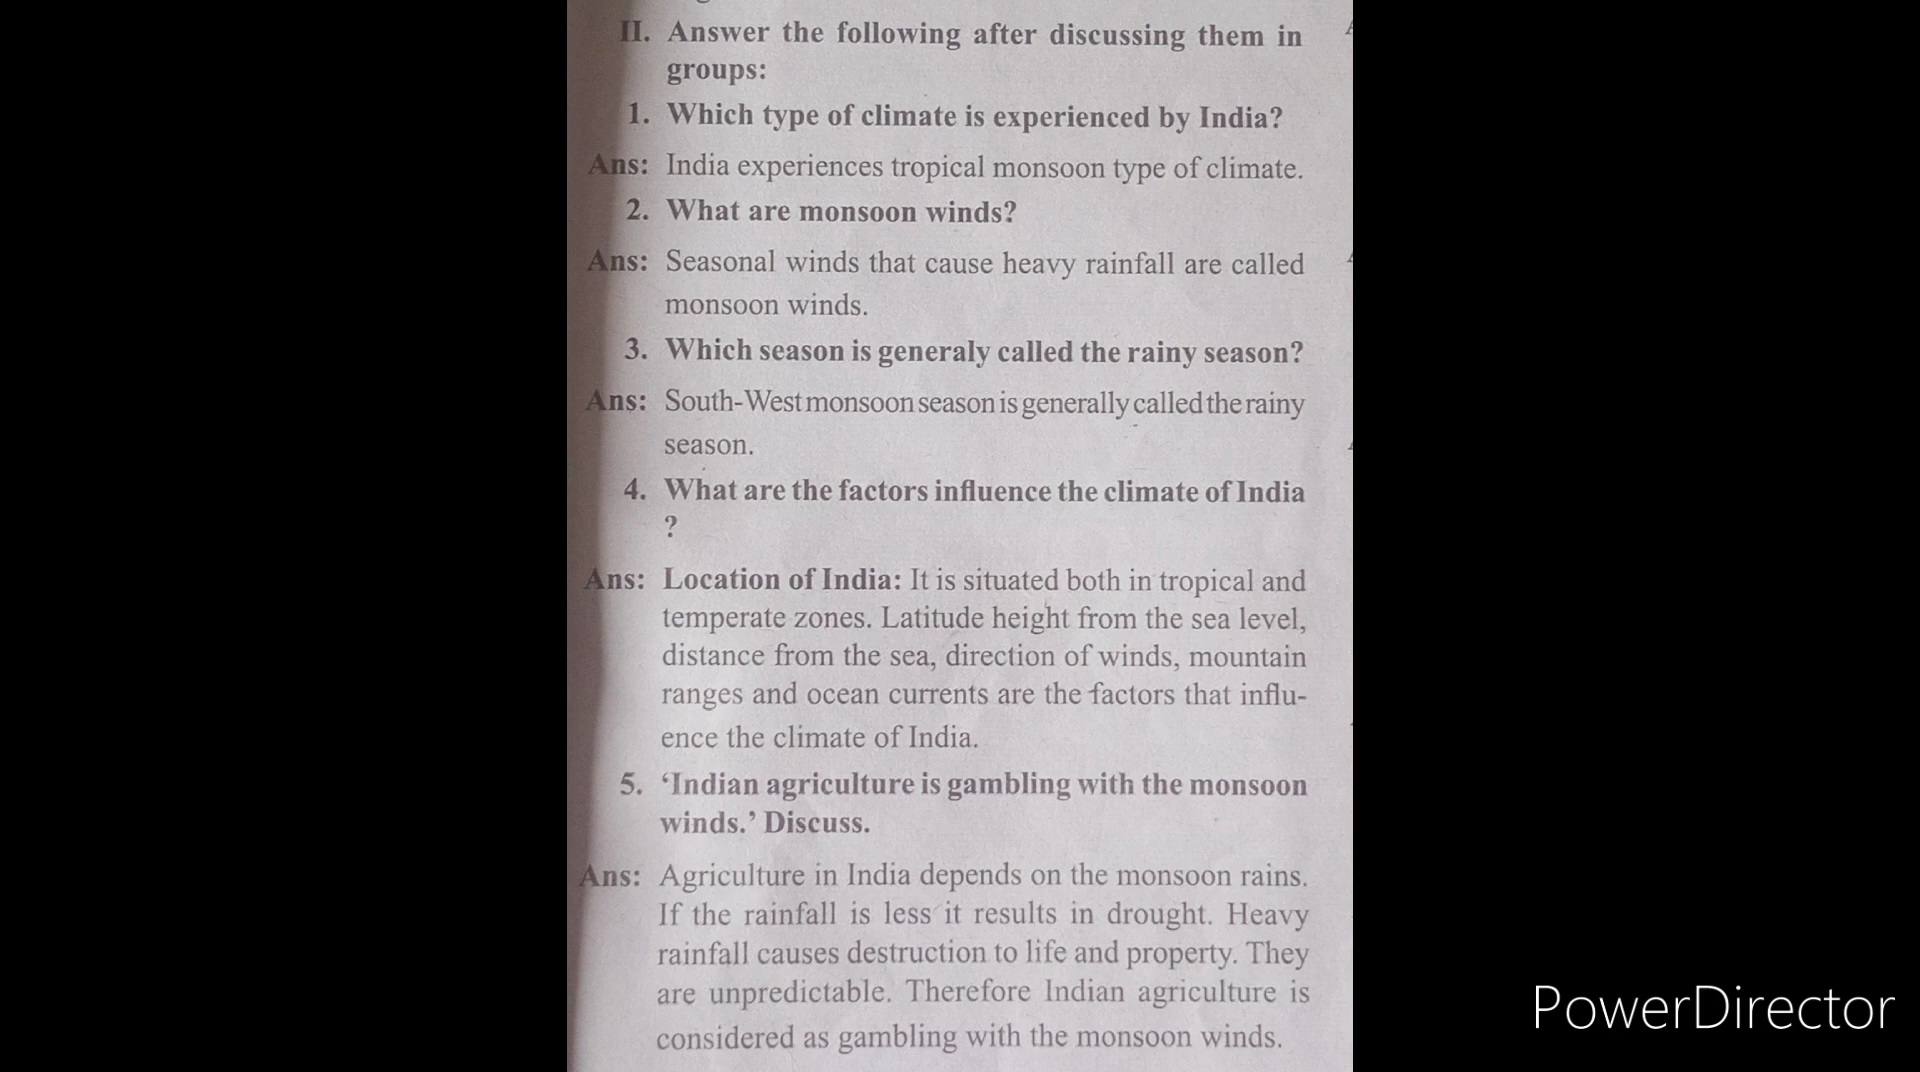 II. Answer the following after discussing them in
groups:
1. Which type of climate is experienced by India?
Ans: India experiences tropical monsoon type of climate.
2. What are monsoon winds?
Ans: Seasonal winds that cause heavy rainfall are called
monsoon winds.
3. Which season is generaly called the rainy season?
Ans: South-West monsoon season is generally called the rainy
season.
4. What are the factors influence the climate of India
?
Ans: Location of India: It is situated both in tropical and
temperate zones. Latitude height from the sea level,
distance from the sea, direction of winds, mountain
ranges and ocean currents are the factors that influ-
ence the climate of India.
5. ‘Indian agriculture is gambling with the monsoon
winds.’ Discuss.
Ans: Agriculture in India depends on the monsoon rains.
If the rainfall is less it results in drought. Heavy
rainfall causes destruction to life and property. They
are unpredictable. Therefore Indian agriculture is
considered as gambling with the monsoon winds.
PowerDirector